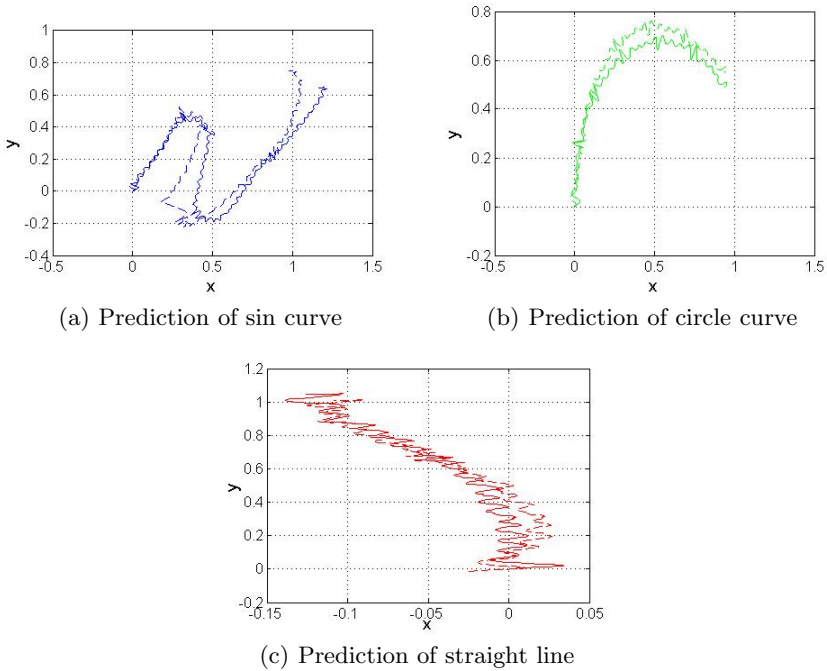 1
0.8
0.6
0.4
0.2
0
-0.2
-0.4
y
-0.5 0 0.5 1 1.5
x
(a) Prediction of sin curve
0.8
0.6
0.4
0.2
0
-0.2
y
-0.5 0 0.5 1 1.5
x
(b) Prediction of circle curve
1.2
1
0.8
0.6
0.4
0.2
0
-0.2
y
-0.15 -0.1 -0.05 0 0.05
x
(c) Prediction of straight line